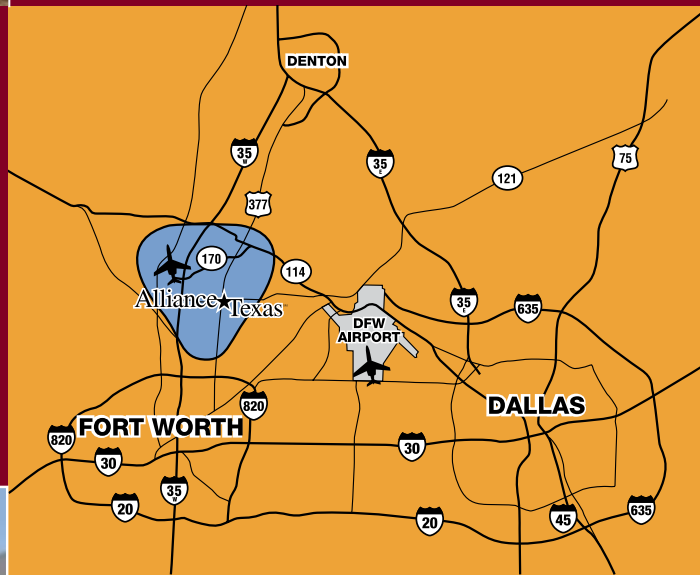 DENTON
35
W
35
E
121
75
377
170
114
Alliance Texas
35
E
635
DFW
AIRPORT
DALLAS
820
FORT WORTH
820
30
30
35
W
20
20
45
635